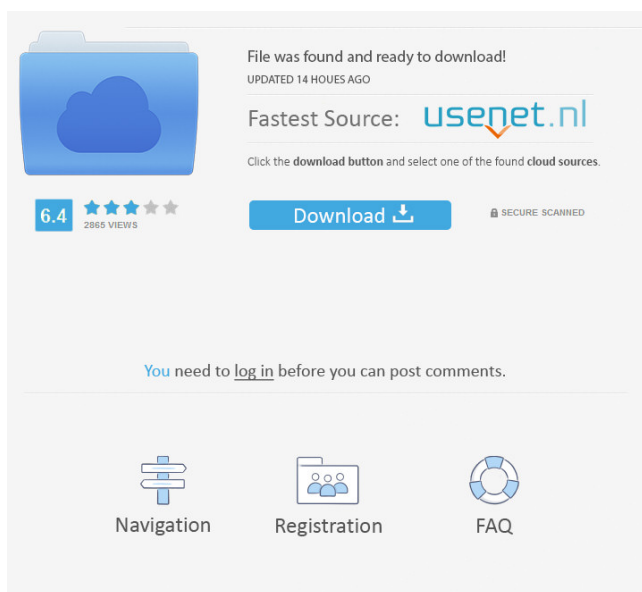 File was found and ready to download!
UPDATED 14 HOUES AGO
Fastest Source: usenet.nl
Click the download button and select one of the found cloud sources.
6.4
2865 VIEWS
Download
SECURE SCANNED
You need to log in before you can post comments.
Navigation
Registration
FAQ